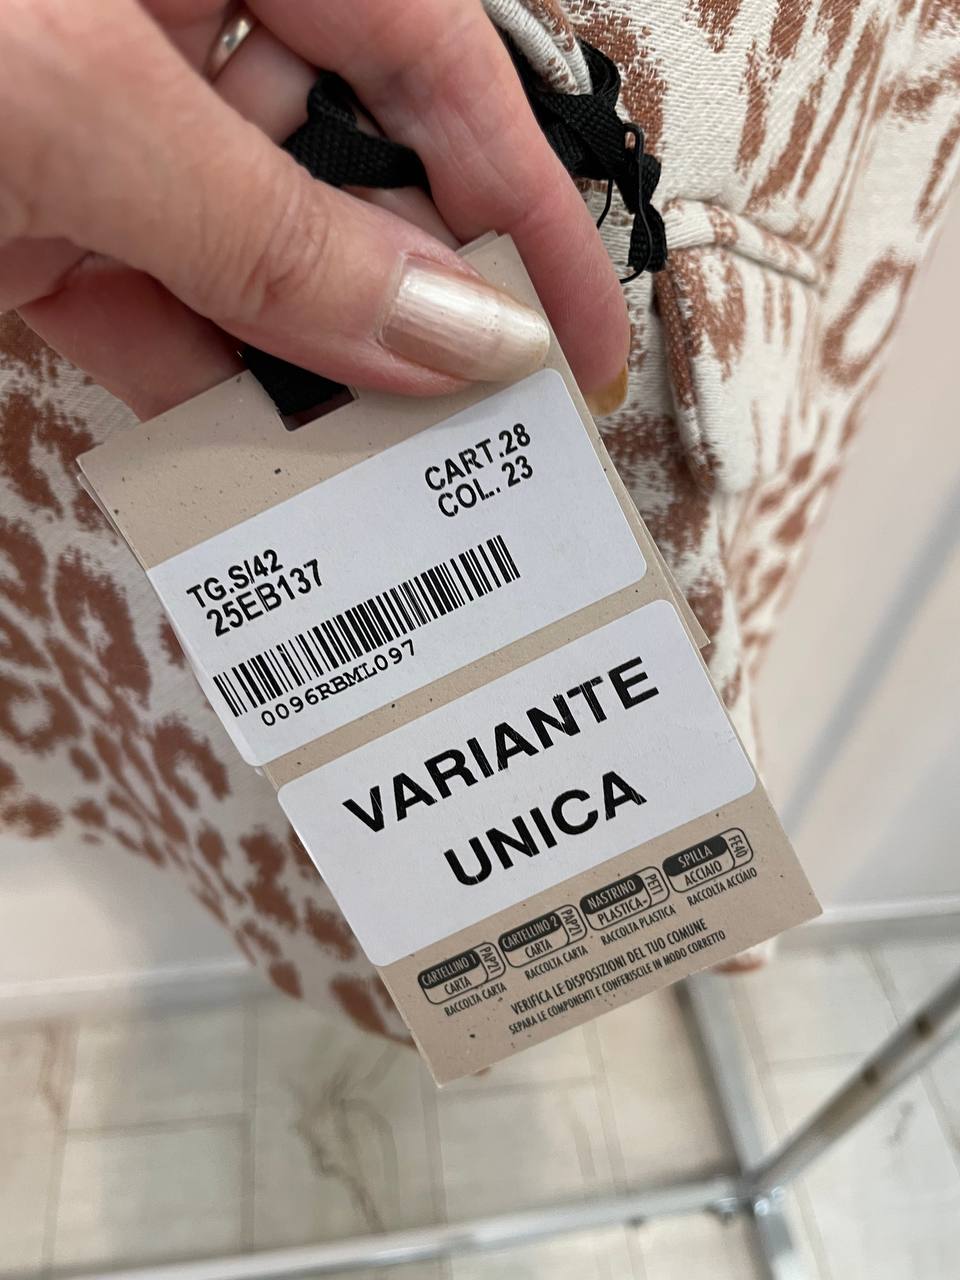 CART.28
COL. 23
TG.S/42
25EB137
0096RBML097
VARIANTE
UNICA
CARTELLINO 1
CARTA
PAP21
RACCOLTA CARTA
CARTELLINO 2
CARTA
PAP21
RACCOLTA CARTA
NASTRINO
PLASTICA
PET1
RACCOLTA PLASTICA
SPILLA
ACCIAIO
FE40
RACCOLTA ACCIAIO
VERIFICA LE DISPOSIZIONI DEL TUO COMUNE
SEPARA LE COMPONENTI E CONFERISCILE IN MODO CORRETTO